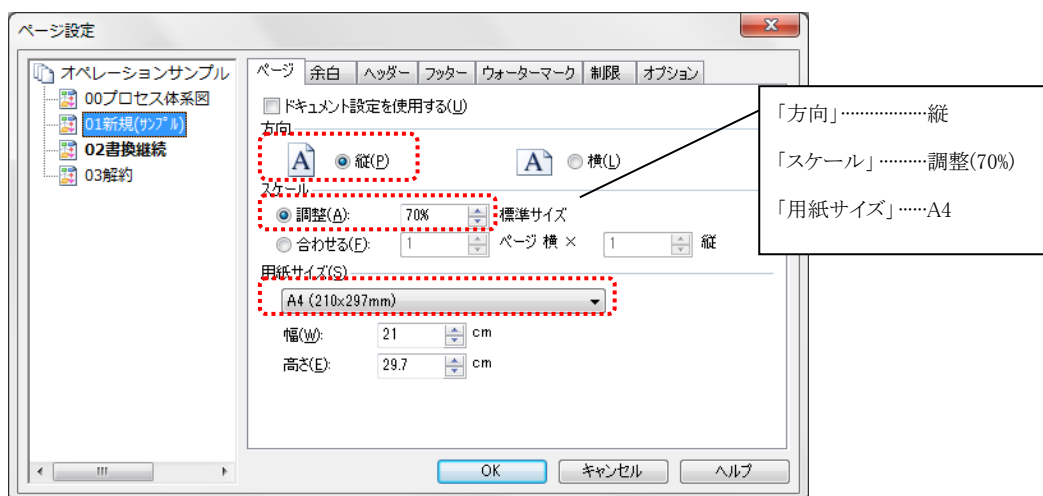 ページ設定
オペレーションサンプル
00プロセス体系図
01新規(ｻﾝﾌﾟﾙ)
02書換継続
03解約
ページ 余白 ヘッダー フッター ウォーターマーク 制限 オプション
ドキュメント設定を使用する(U)
方向
縦(P) 横(L)
スケール
調整(A): 70% 標準サイズ
合わせる(F): 1 ページ 横 × 1 縦
用紙サイズ(S)
A4 (210x297mm)
幅(W): 21 cm
高さ(E): 29.7 cm
OK キャンセル ヘルプ
「方向」………………縦
「スケール」………調整(70%)
「用紙サイズ」……A4